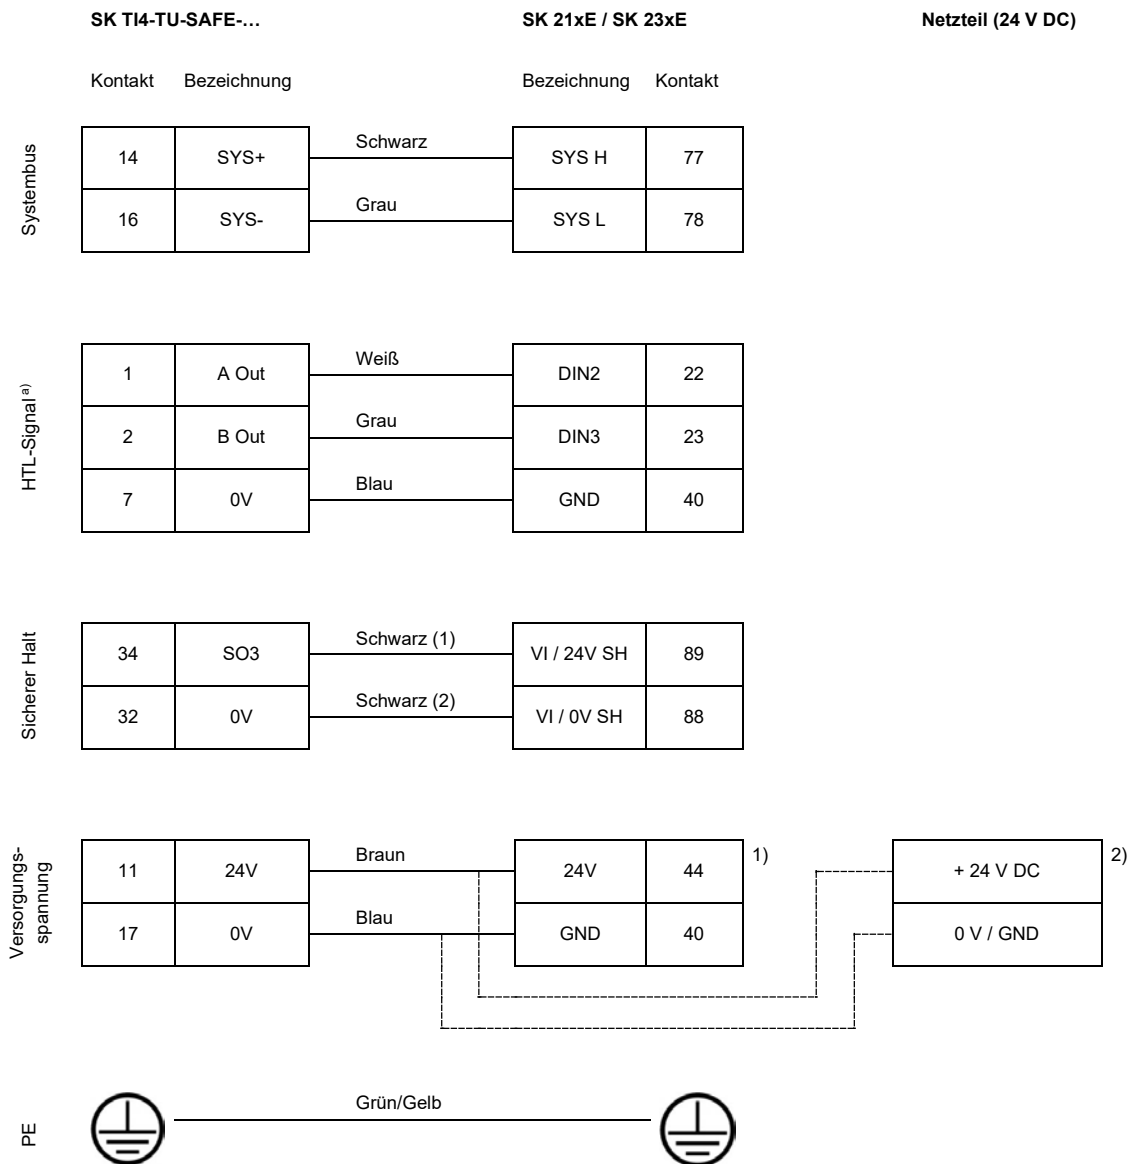 SK TI4-TU-SAFE-… SK 21xE / SK 23xE Netzteil (24 V DC)
Kontakt Bezeichnung Bezeichnung Kontakt
Systembus
14 SYS+ Schwarz SYS H 77
16 SYS- Grau SYS L 78
HTL-Signal a)
1 A Out Weiß DIN2 22
2 B Out Grau DIN3 23
7 0V Blau GND 40
Sicherer Halt
34 SO3 Schwarz (1) VI / 24V SH 89
32 0V Schwarz (2) VI / 0V SH 88
Versorgungs-
spannung
11 24V Braun 24V 44 1) + 24 V DC 2)
17 0V Blau GND 40 0 V / GND
PE
Grün/Gelb